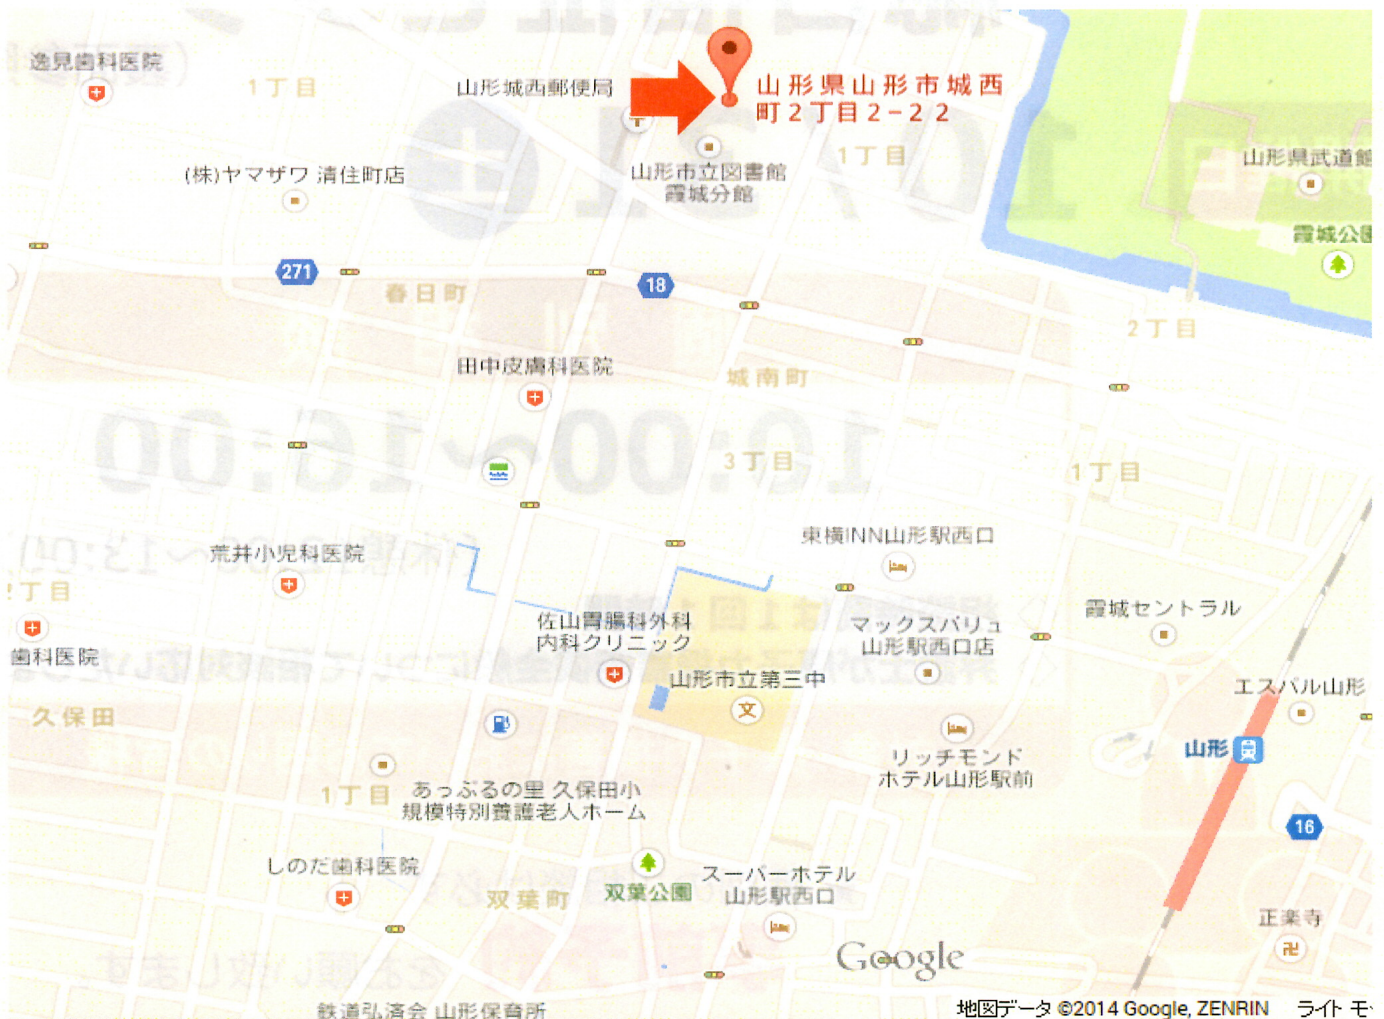 逸見歯科医院
1丁目
山形城西郵便局
山形県山形市城西
町2丁目2-22
(株)ヤマザワ 清住町店
山形市立図書館
霞城分館
1丁目
山形県武道館
霞城公園
271
18
春日町
2丁目
田中皮膚科医院
城南町
3丁目
1丁目
10:00〜16:00
東横INN山形駅西口
荒井小児科医院
2丁目
歯科医院
佐山胃腸科外科
内科クリニック
マックスバリュ
山形駅西口店
霞城セントラル
山形市立第三中
文
エスパル山形
久保田
山形
リッチモンド
ホテル山形駅前
1丁目
あっぷるの里 久保田小
規模特別養護老人ホーム
16
しのだ歯科医院
双葉町
双葉公園
スーパーホテル
山形駅西口
正楽寺
Google
鉄道弘済会 山形保育所
地図データ ©2014 Google, ZENRIN
ライト モ